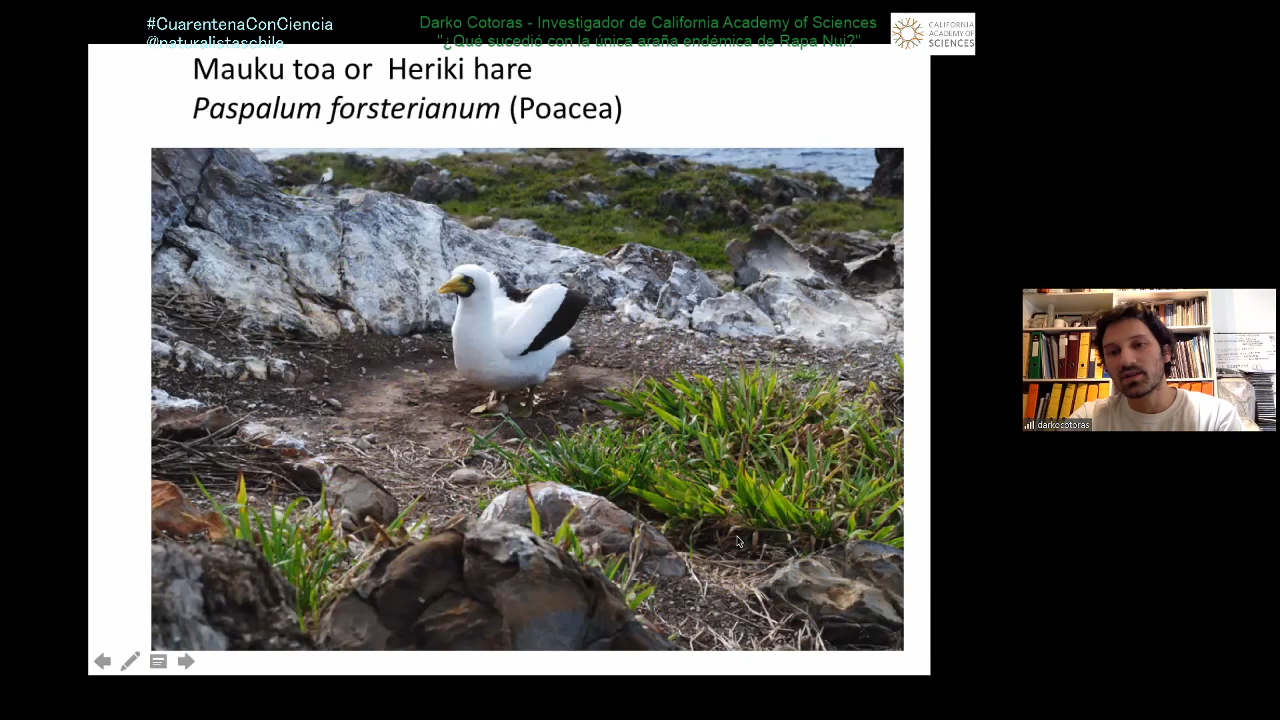 #CuarentenaConCiencia
@naturalistaschile
Darko Cotoras - Investigador de California Academy of Sciences
"¿Qué sucedió con la única araña endémica de Rapa Nui?"
CALIFORNIA
ACADEMY OF
SCIENCES
Mauku toa or Heriki hare
Paspalum forsterianum (Poacea)
darkocotoras